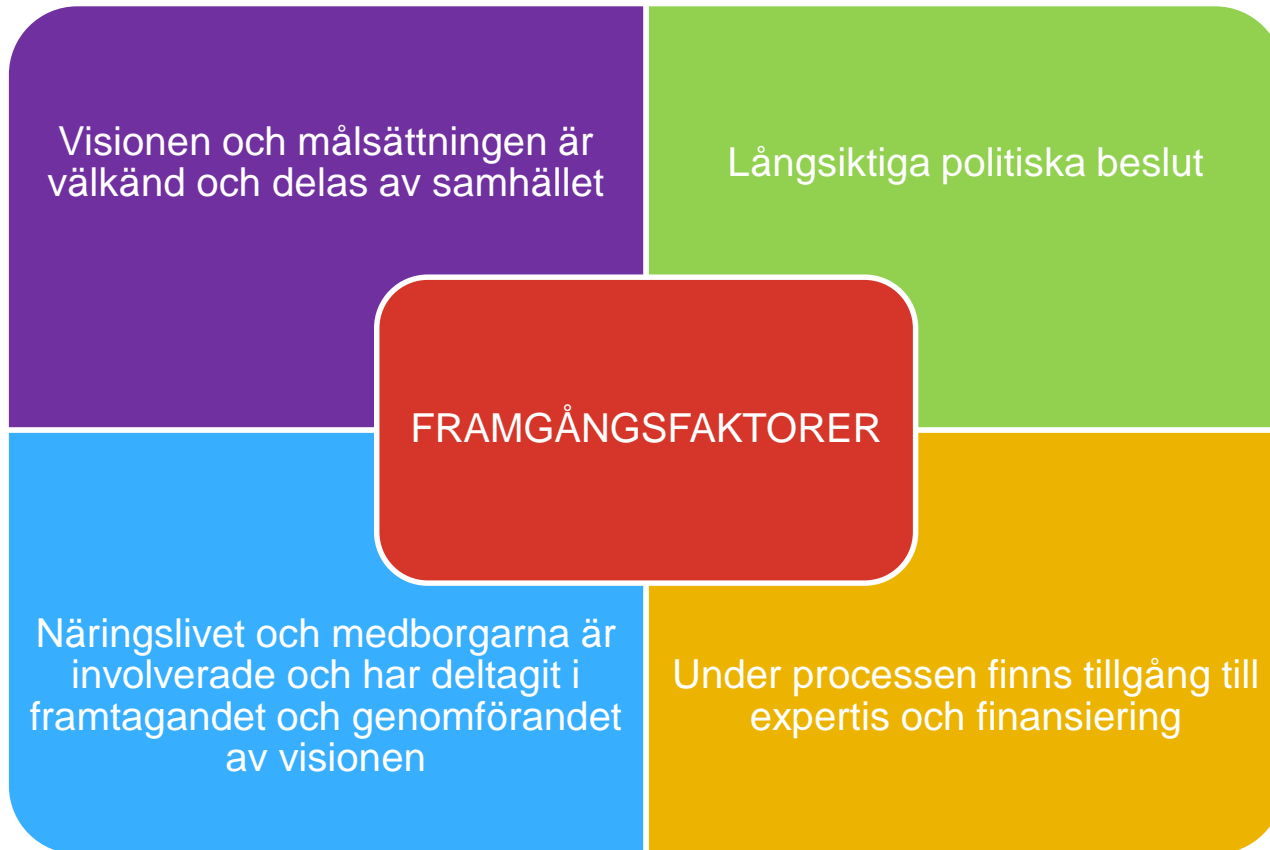 Visionen och målsättningen är
välkänd och delas av samhället
Långsiktiga politiska beslut
FRAMGÅNGSFAKTORER
Näringslivet och medborgarna är
involverade och har deltagit i
framtagandet och genomförandet
av visionen
Under processen finns tillgång till
expertis och finansiering